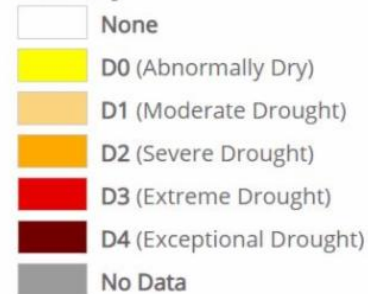 None
D0 (Abnormally Dry)
D1 (Moderate Drought)
D2 (Severe Drought)
D3 (Extreme Drought)
D4 (Exceptional Drought)
No Data